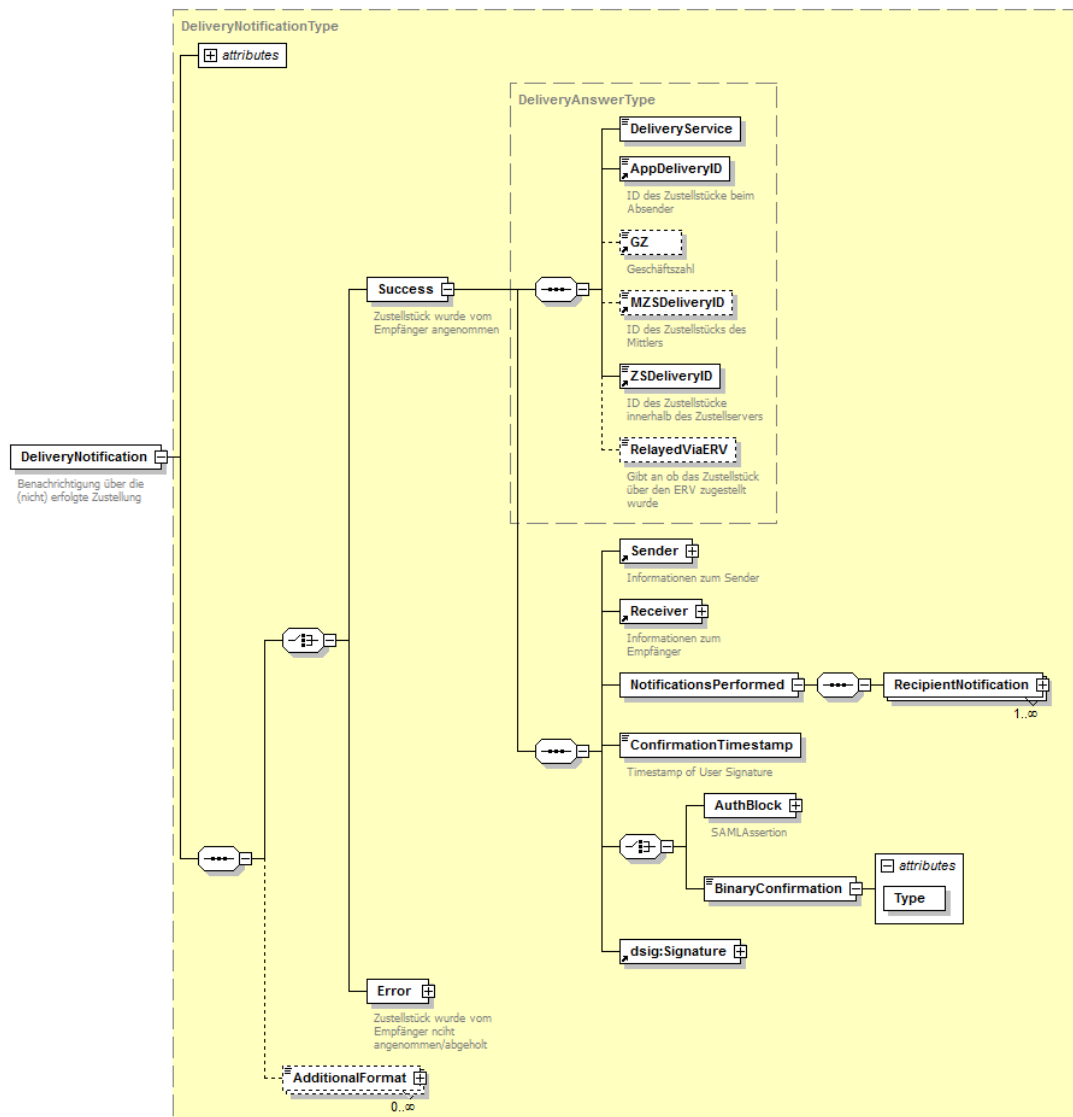 DeliveryNotificationType
attributes
DeliveryAnswerType
DeliveryService
AppDeliveryID
ID des Zustellstücke beim
Absender
GZ
Geschäftszahl
Success
Zustellstück wurde vom
Empfänger angenommen
MZSDeliveryID
ID des Zustellstücks des
Mittlers
ZSDeliveryID
ID des Zustellstücke
innerhalb des Zustellservers
RelayedViaERV
Gibt an ob das Zustellstück
über den ERV zugestellt
wurde
DeliveryNotification
Benachrichtigung über die
(nicht) erfolgte Zustellung
Sender
Informationen zum Sender
Receiver
Informationen zum
Empfänger
NotificationsPerformed
RecipientNotification
1..∞
ConfirmationTimestamp
Timestamp of User Signature
AuthBlock
SAMLAssertion
BinaryConfirmation
attributes
Type
dsig:Signature
Error
Zustellstück wurde vom
Empfänger nciht
angenommen/abgeholt
AdditionalFormat
0..∞